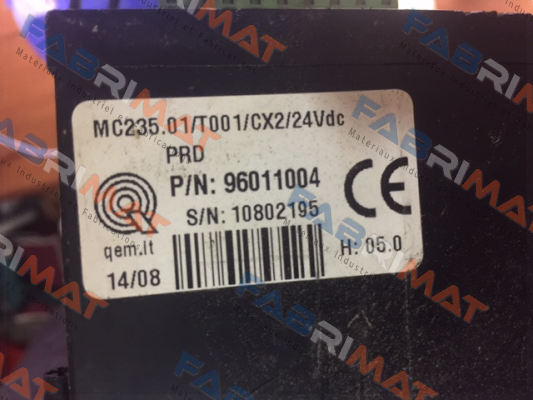 MC235.01/T001/CX2/24Vdc
PRD
P/N: 96011004
S/N: 10802195
CE
qem.it
14/08
H: 05.0
FABRIMAT
FABRIMAT
FABRIMAT
FABRIMAT
FABRIMAT